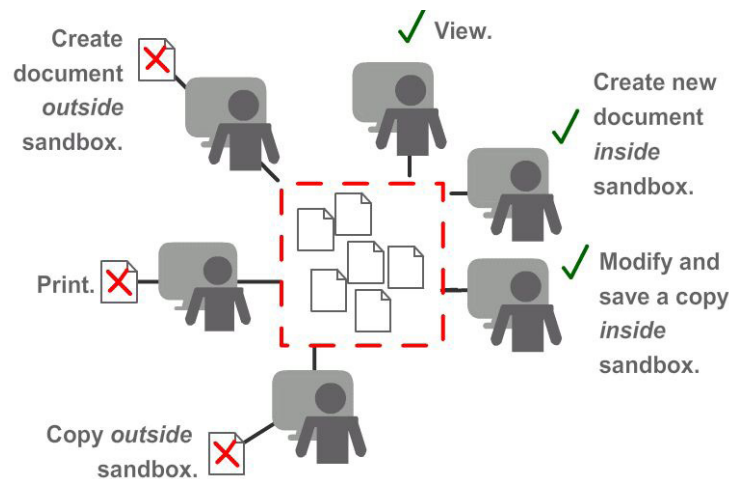 Create
document
outside
sandbox.
View.
Create new
document
inside
sandbox.
Print.
Modify and
save a copy
inside
sandbox.
Copy outside
sandbox.